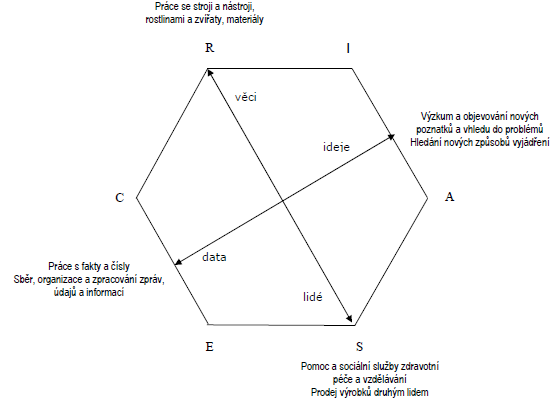 Práce se stroji a nástroji,
rostlinami a zvířaty, materiály
R
I
věci
Výzkum a objevování nových
poznatků a vhledu do problémů
Hledání nových způsobů vyjádření
ideje
C
A
data
Práce s fakty a čísly
Sběr, organizace a zpracování zpráv,
údajů a informací
lidé
E
S
Pomoc a sociální služby zdravotní
péče a vzdělávání
Prodej výrobků druhým lidem